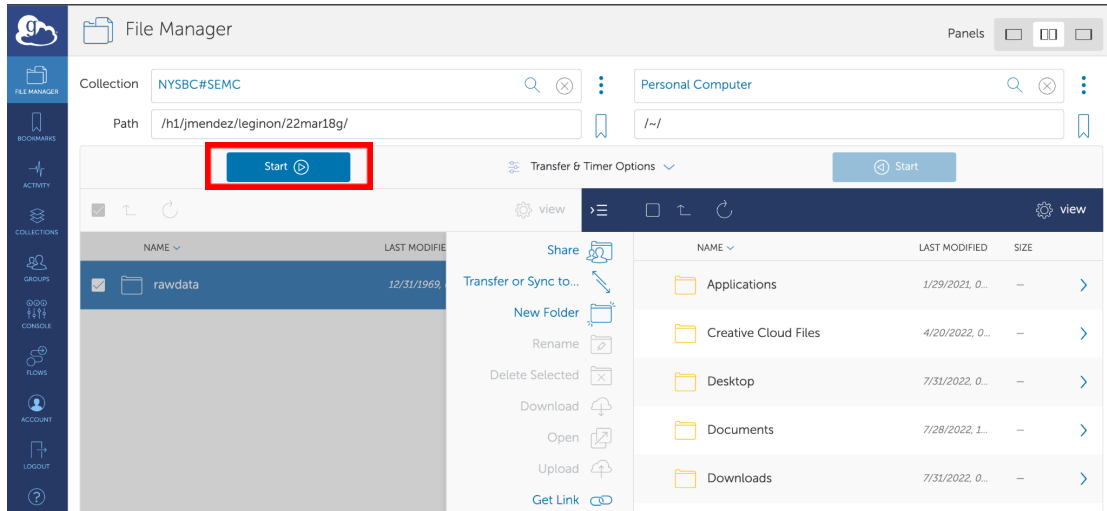 g
File Manager
Panels
FILE MANAGER
BOOKMARKS
ACTIVITY
COLLECTIONS
GROUPS
CONSOLE
FLOWS
ACCOUNT
LOGOUT
?
Collection NYSBC#SEMC
Path /h1/jmendez/leginon/22mar18g/
Personal Computer
/~/
Start
Transfer & Timer Options
Start
view
NAME LAST MODIFIE
rawdata 12/31/1969,
Share
Transfer or Sync to...
New Folder
Rename
Delete Selected
Download
Open
Upload
Get Link
view
NAME LAST MODIFIED SIZE
Applications 1/29/2021, 0... —
Creative Cloud Files 4/20/2022, 0... —
Desktop 7/31/2022, 0... —
Documents 7/28/2022, 1... —
Downloads 7/31/2022, 0... —